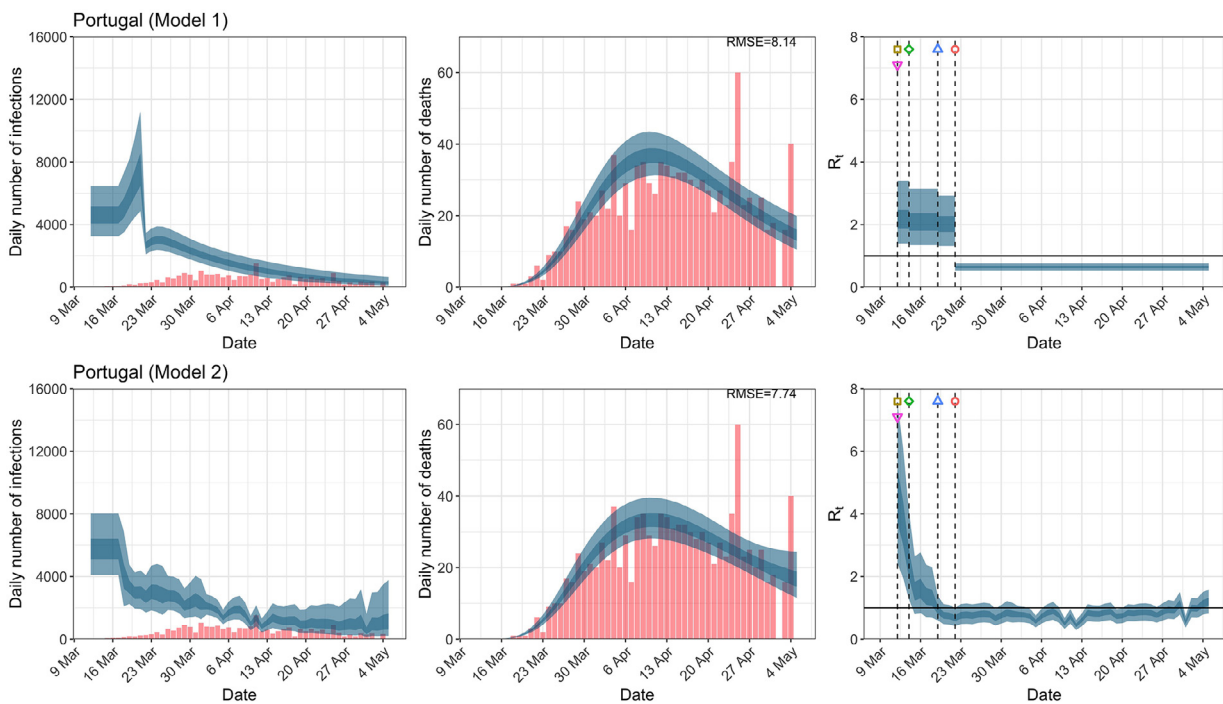 Portugal (Model 1)
Daily number of infections
16000
12000
8000
4000
0
9 Mar
16 Mar
23 Mar
30 Mar
6 Apr
13 Apr
20 Apr
27 Apr
4 May
Date
Daily number of deaths
RMSE=8.14
60
40
20
0
9 Mar
16 Mar
23 Mar
30 Mar
6 Apr
13 Apr
20 Apr
27 Apr
4 May
Date
Rt
8
6
4
2
0
9 Mar
16 Mar
23 Mar
30 Mar
6 Apr
13 Apr
20 Apr
27 Apr
4 May
Date
Portugal (Model 2)
Daily number of infections
16000
12000
8000
4000
0
9 Mar
16 Mar
23 Mar
30 Mar
6 Apr
13 Apr
20 Apr
27 Apr
4 May
Date
Daily number of deaths
RMSE=7.74
60
40
20
0
9 Mar
16 Mar
23 Mar
30 Mar
6 Apr
13 Apr
20 Apr
27 Apr
4 May
Date
Rt
8
6
4
2
0
9 Mar
16 Mar
23 Mar
30 Mar
6 Apr
13 Apr
20 Apr
27 Apr
4 May
Date